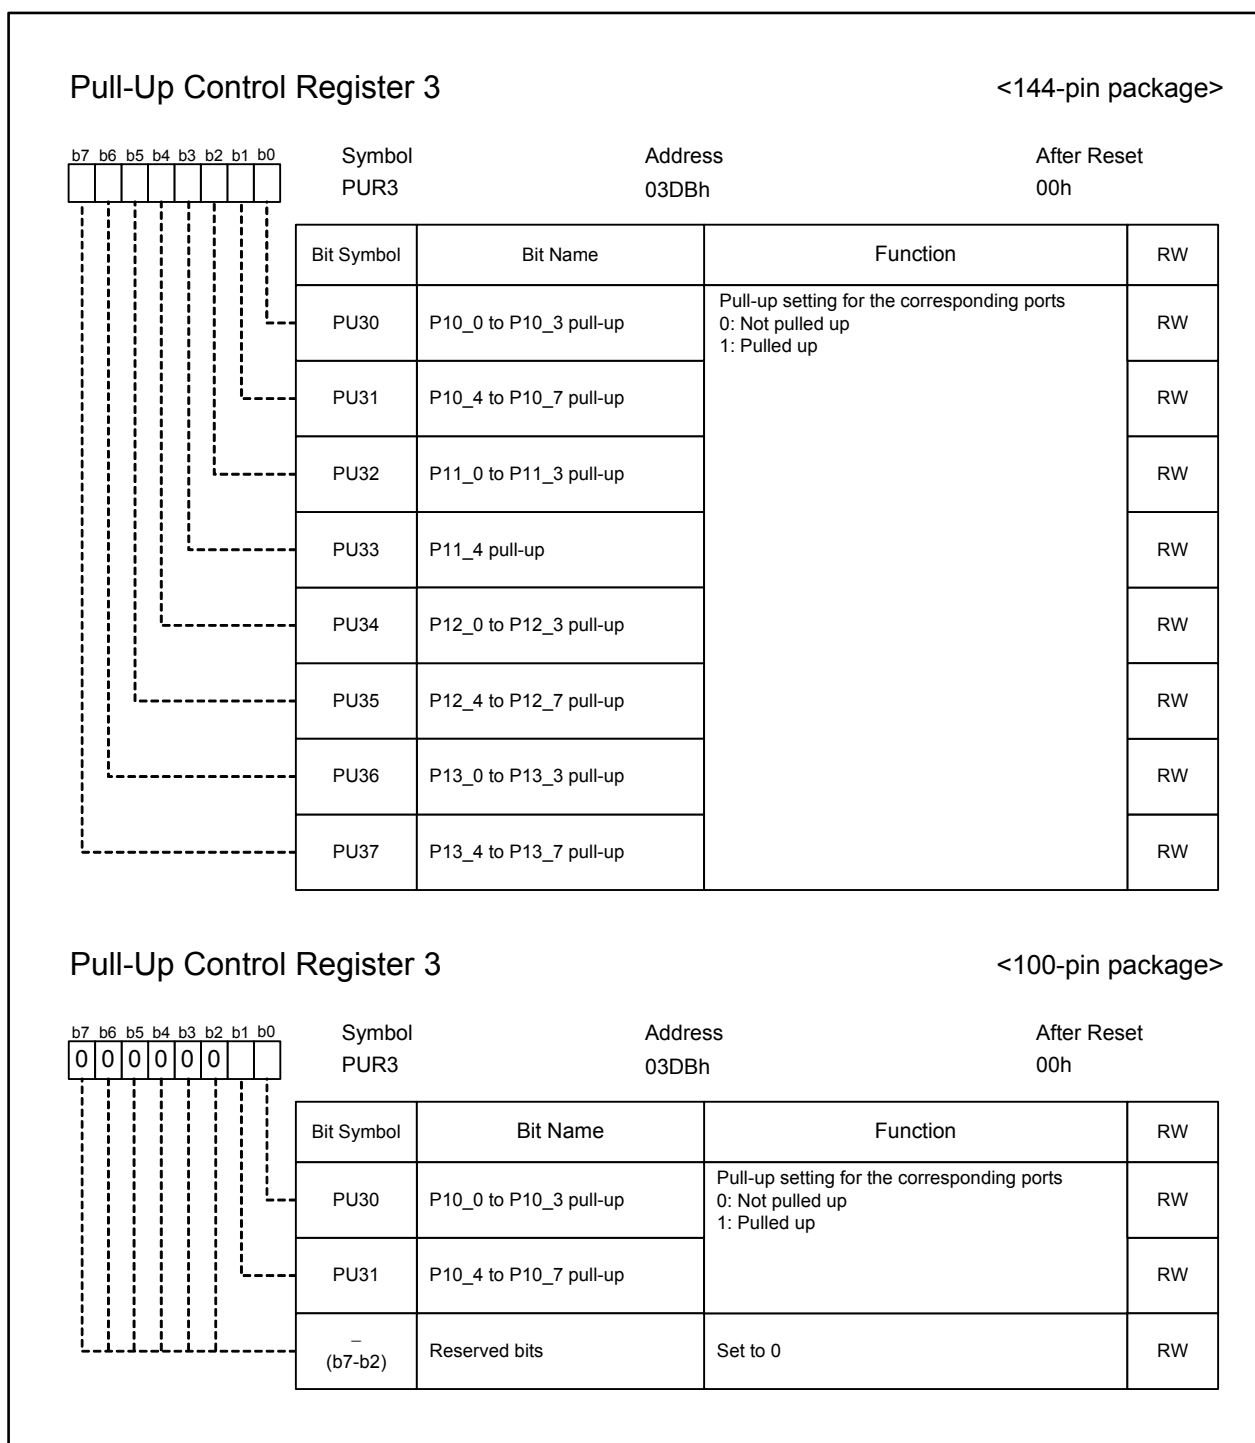 Pull-Up Control Register 3 <144-pin package>
b7 b6 b5 b4 b3 b2 b1 b0
Symbol Address After Reset
PUR3 03DBh 00h
Bit Symbol Bit Name Function RW
PU30 P10_0 to P10_3 pull-up Pull-up setting for the corresponding ports RW
0: Not pulled up
1: Pulled up
PU31 P10_4 to P10_7 pull-up RW
PU32 P11_0 to P11_3 pull-up RW
PU33 P11_4 pull-up RW
PU34 P12_0 to P12_3 pull-up RW
PU35 P12_4 to P12_7 pull-up RW
PU36 P13_0 to P13_3 pull-up RW
PU37 P13_4 to P13_7 pull-up RW
Pull-Up Control Register 3 <100-pin package>
b7 b6 b5 b4 b3 b2 b1 b0
0 0 0 0 0 0
Symbol Address After Reset
PUR3 03DBh 00h
Bit Symbol Bit Name Function RW
PU30 P10_0 to P10_3 pull-up Pull-up setting for the corresponding ports RW
0: Not pulled up
1: Pulled up
PU31 P10_4 to P10_7 pull-up RW
–
(b7-b2) Reserved bits Set to 0 RW